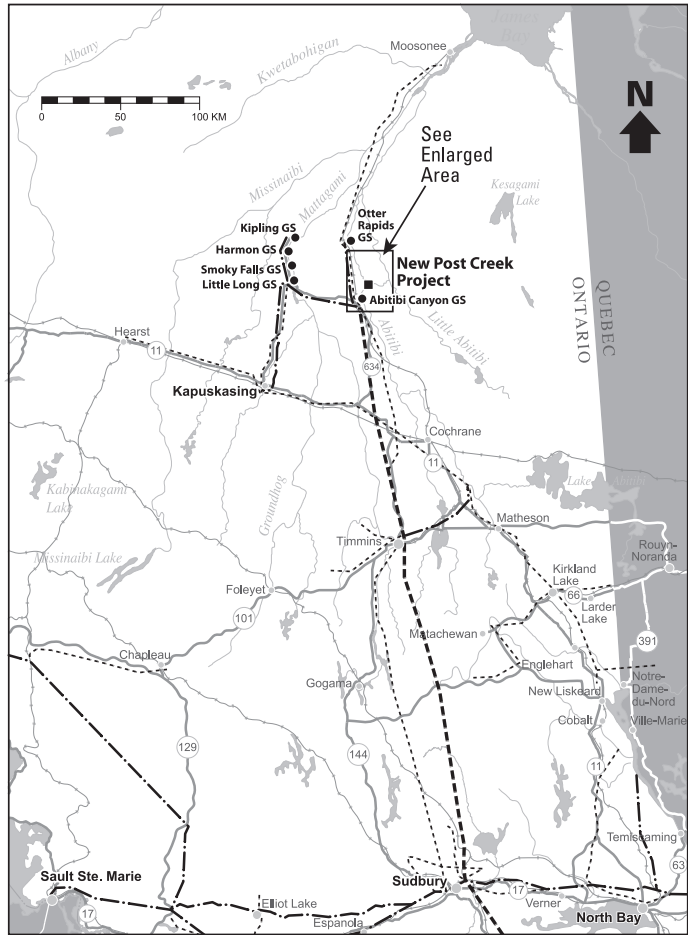 James
Bay
Albany
Kwetabohigan
Moosonee
0 50 100 KM
N
See
Enlarged
Area
Missinaibi
Mattagami
Kesagami
Lake
Kipling GS
Otter
Rapids
GS
Harmon GS
Smoky Falls GS
Little Long GS
New Post Creek
Project
Abitibi Canyon GS
Abitibi
Little Abitibi
QUEBEC
ONTARIO
Hearst
11
634
Kapuskasing
Cochrane
11
Kabinakagami
Lake
Groundhog
Lake Abitibi
Matheson
Timmins
Rouyn-
Noranda
Missinaibi Lake
Kirkland
Lake
66
Larder
Lake
Foleyet
101
Matachewan
391
Chapleau
Englehart
Gogama
New Liskeard
Notre-
Dame-
du-Nord
Cobalt
Ville-Marie
129
144
11
Temiscaming
63
Sault Ste. Marie
Sudbury
17
Elliot Lake
17
Verner
North Bay
Espanola